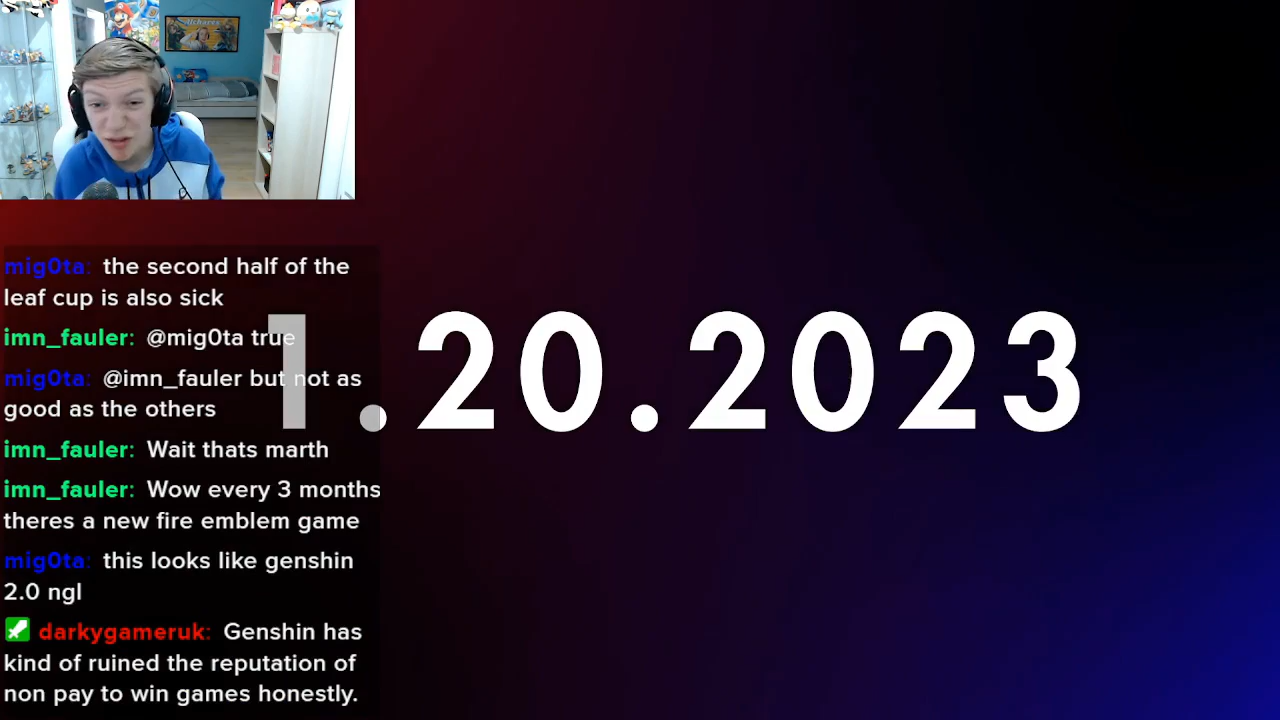 mig0ta: the second half of the
leaf cup is also sick
imn_fauler: @mig0ta true
mig0ta: @imn_fauler but not as
good as the others
imn_fauler: Wait thats marth
imn_fauler: Wow every 3 months
theres a new fire emblem game
mig0ta: this looks like genshin
2.0 ngl
darkygameruk: Genshin has
kind of ruined the reputation of
non pay to win games honestly.
1.20.2023